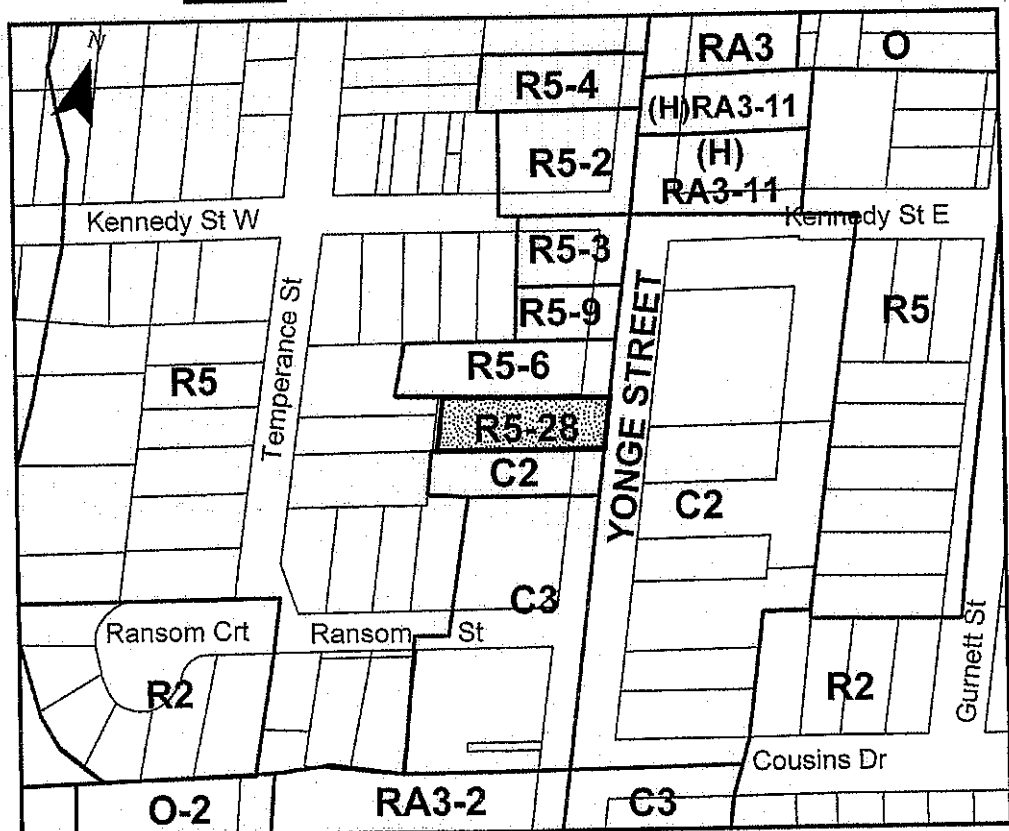 N
RA3
O
R5-4
(H)RA3-11
R5-2
(H)
RA3-11
Kennedy St W
Kennedy St E
R5-3
R5-9
R5
R5-6
R5
Temperance St
YONGE STREET
R5-28
C2
C2
C3
Ransom Crt
Ransom St
R2
R2
Gurnett St
Cousins Dr
O-2
RA3-2
C3